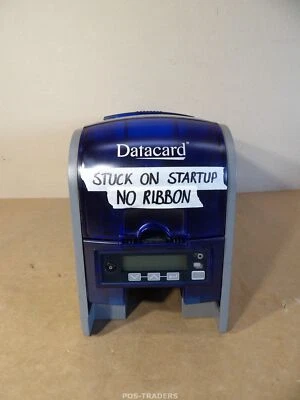 Datacard
STUCK ON STARTUP
NO RIBBON
POS-TRADERS